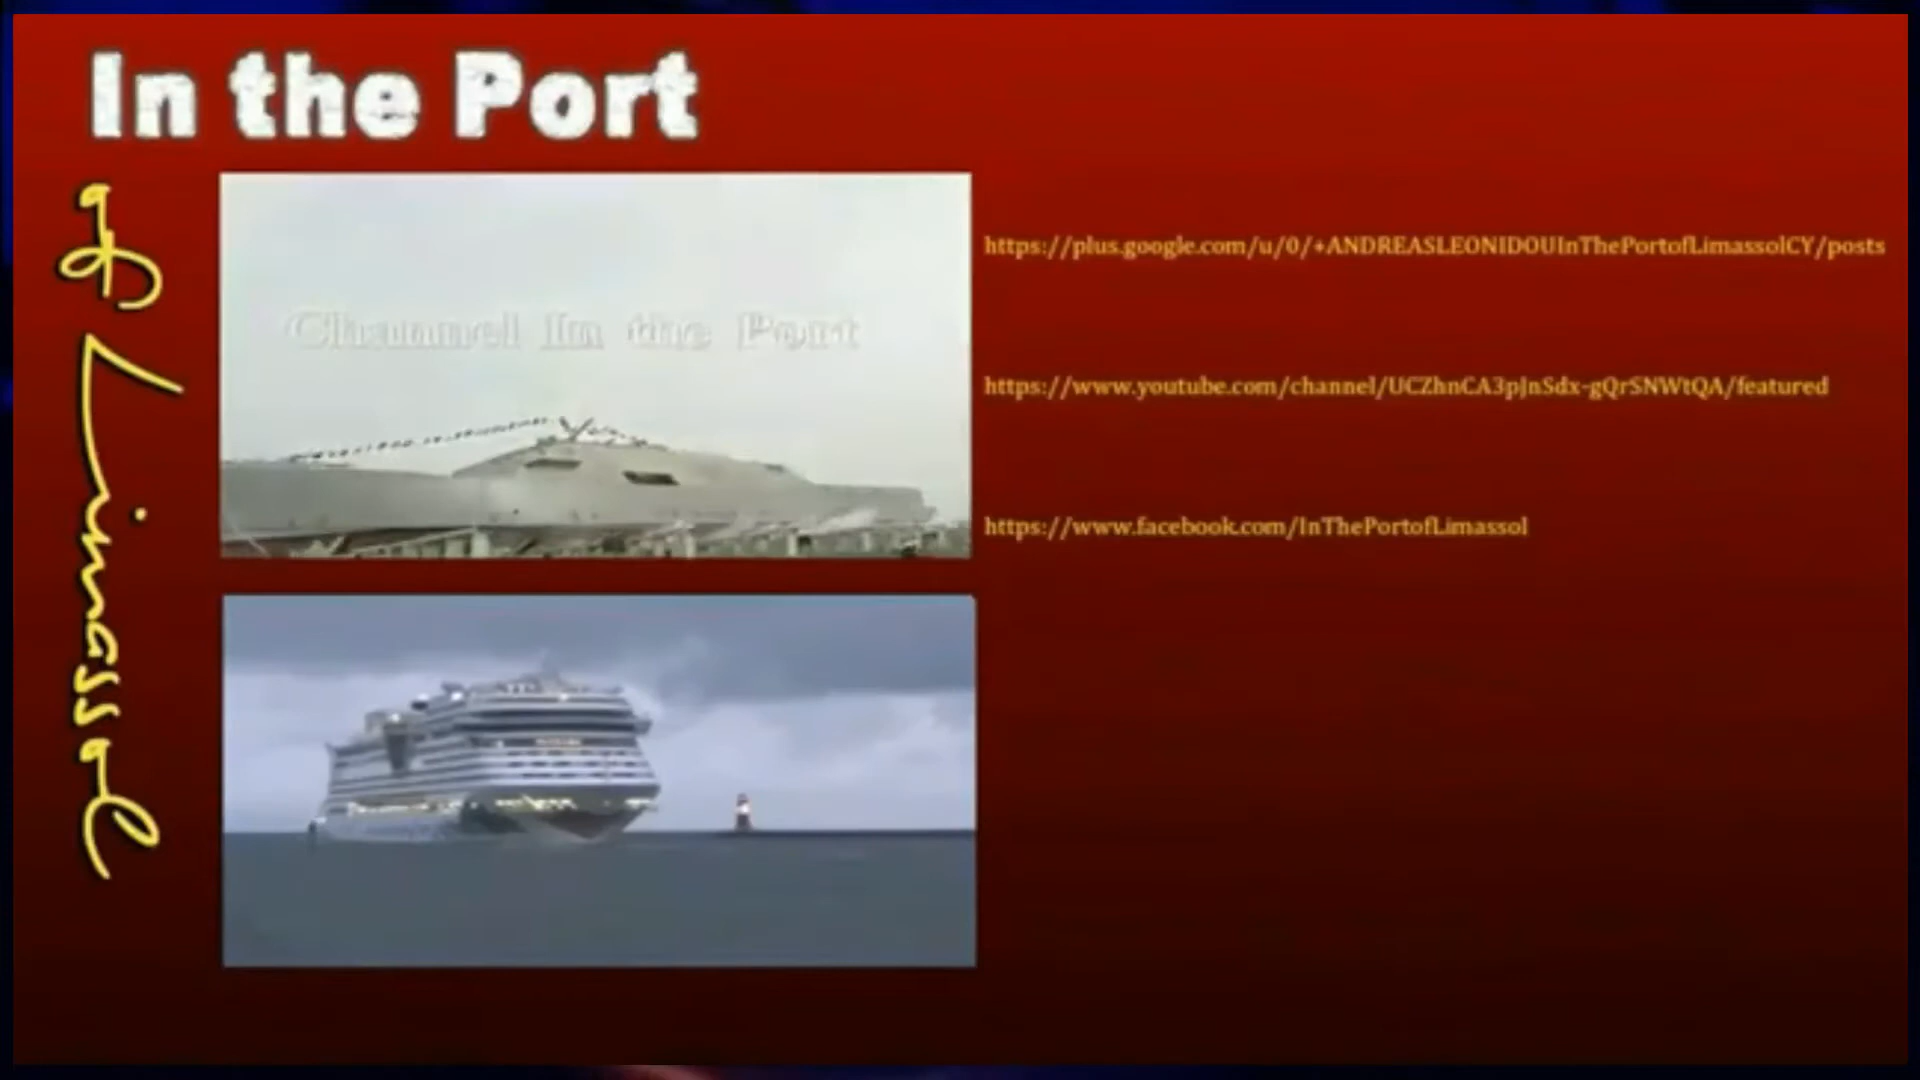 In the Port
of Limassol
Channel In the Port
https://plus.google.com/u/0/+ANDREASLEONIDOUInThePortofLimassolCY/posts
https://www.youtube.com/channel/UCZhnCA3pJnSdx-gQrSNWtQA/featured
https://www.facebook.com/InThePortofLimassol